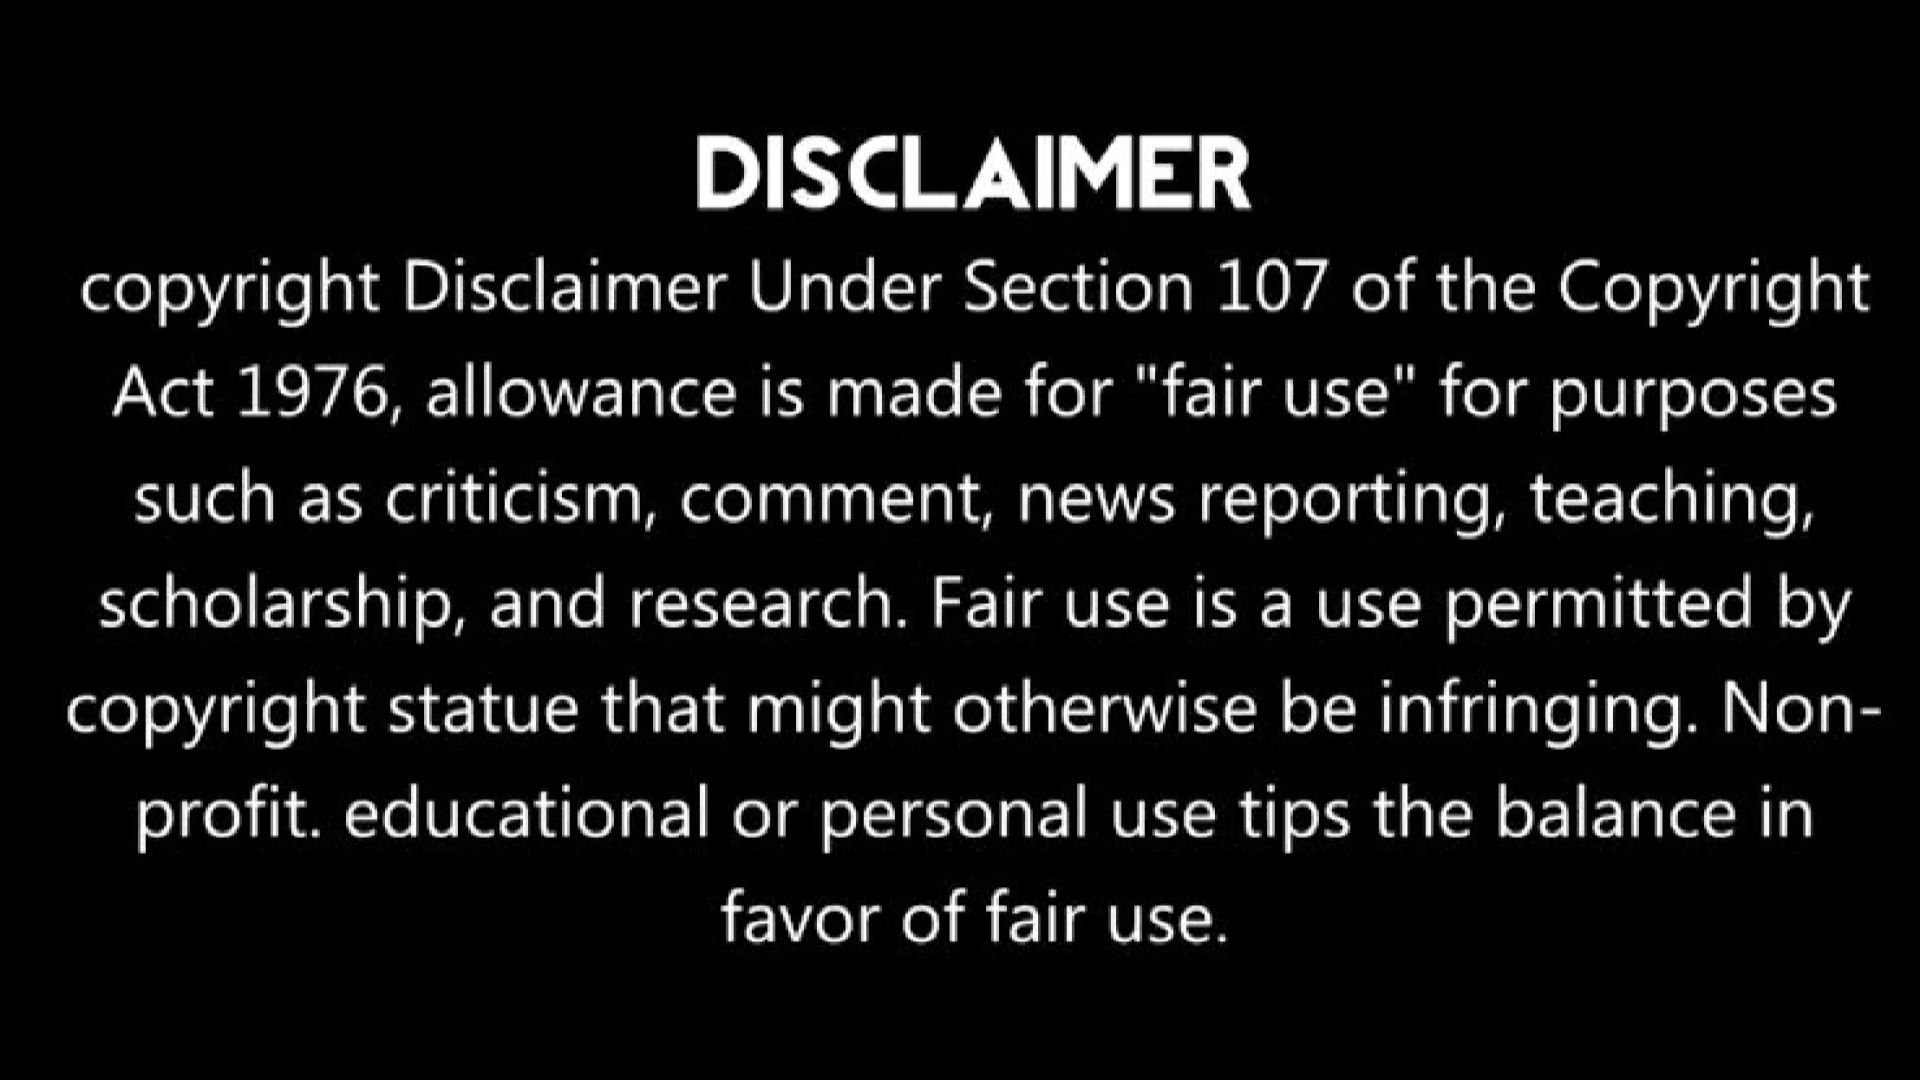 DISCLAIMER
copyright Disclaimer Under Section 107 of the Copyright
Act 1976, allowance is made for "fair use" for purposes
such as criticism, comment, news reporting, teaching,
scholarship, and research. Fair use is a use permitted by
copyright statue that might otherwise be infringing. Non-
profit. educational or personal use tips the balance in
favor of fair use.